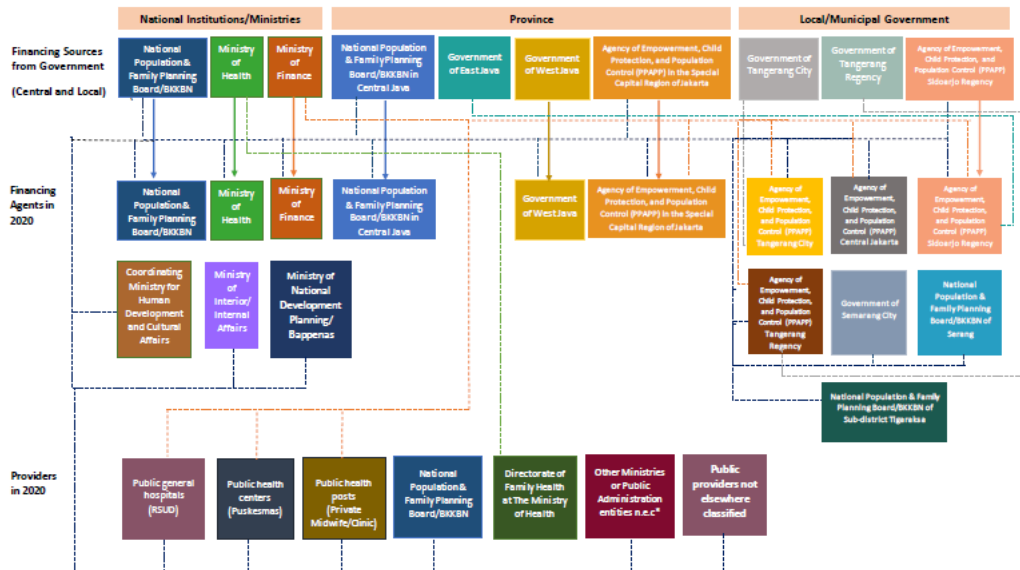 National Institutions/Ministries
Province
Local/Municipal Government
Financing Sources
from Government
(Central and Local)
National
Population &
Family Planning
Board/BKKBN
Ministry
of
Health
Ministry
of
Finance
National Population
& Family Planning
Board/BKKBN in
Central Java
Government
of East Java
Government
of West Java
Agency of Empowerment, Child
Protection, and Population
Control (PPAPP) in the Special
Capital Region of Jakarta
Government of
Tangerang City
Government of
Tangerang
Regency
Agency of
Empowerment, Child
Protection, and
Population Control (PPAPP)
Sidoarjo Regency
Financing
Agents in
2020
National
Population &
Family Planning
Board/BKKBN
Ministry
of
Health
Ministry
of
Finance
National Population
& Family Planning
Board/BKKBN in
Central Java
Government
of West Java
Agency of Empowerment, Child
Protection, and Population
Control (PPAPP) in the Special
Capital Region of Jakarta
Agency of
Empowerment,
Child Protection,
and Population
Control (PPAPP)
Tangerang City
Agency of
Empowerment,
Child Protection,
and Population
Control (PPAPP)
Central Jakarta
Agency of
Empowerment,
Child Protection,
and Population
Control (PPAPP)
Sidoarjo Regency
Coordinating
Ministry for
Human
Development
and Cultural
Affairs
Ministry
of
Interior/
Internal
Affairs
Ministry of
National
Development
Planning/
Bappenas
Agency of
Empowerment,
Child Protection,
and Population
Control (PPAPP)
Tangerang
Regency
Government of
Semarang City
National
Population &
Family Planning
Board/BKKBN of
Serang
National Population & Family
Planning Board/BKKBN of
Sub-district Tigaraksa
Providers
in 2020
Public general
hospitals
(RSUD)
Public health
centers
(Puskesmas)
Public health
posts
(Private
Midwife/Clinic)
National
Population &
Family Planning
Board/BKKBN
Directorate of
Family Health
at The Ministry
of Health
Other Ministries
or Public
Administration
entities n.e.c*
Public
providers not
elsewhere
classified